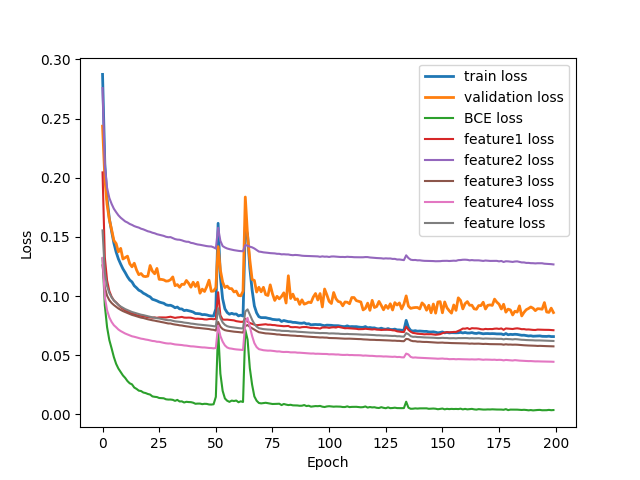 0.30
0.25
0.20
0.15
0.10
0.05
0.00
Loss
0 25 50 75 100 125 150 175 200
Epoch
train loss
validation loss
BCE loss
feature1 loss
feature2 loss
feature3 loss
feature4 loss
feature loss